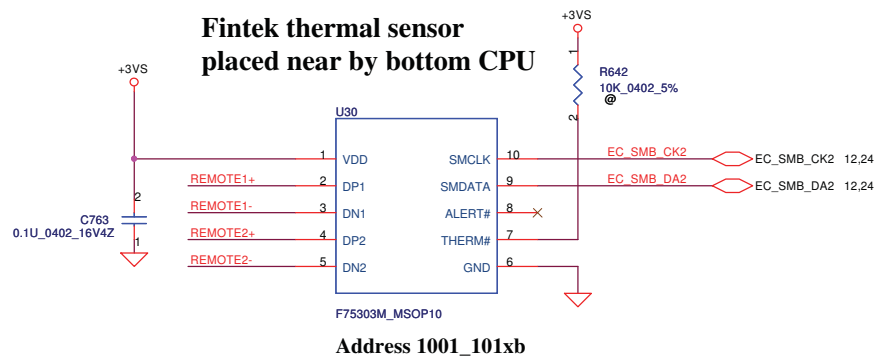 Fintek thermal sensor
placed near by bottom CPU
+3VS
+3VS
1
R642
10K_0402_5%
@
2
U30
1 VDD SMCLK 10 EC_SMB_CK2 EC_SMB_CK2 12,24
REMOTE1+ 2 DP1 SMDATA 9 EC_SMB_DA2 EC_SMB_DA2 12,24
REMOTE1- 3 DN1 ALERT# 8
REMOTE2+ 4 DP2 THERM# 7
REMOTE2- 5 DN2 GND 6
2
C763
0.1U_0402_16V4Z
1
F75303M_MSOP10
Address 1001_101xb